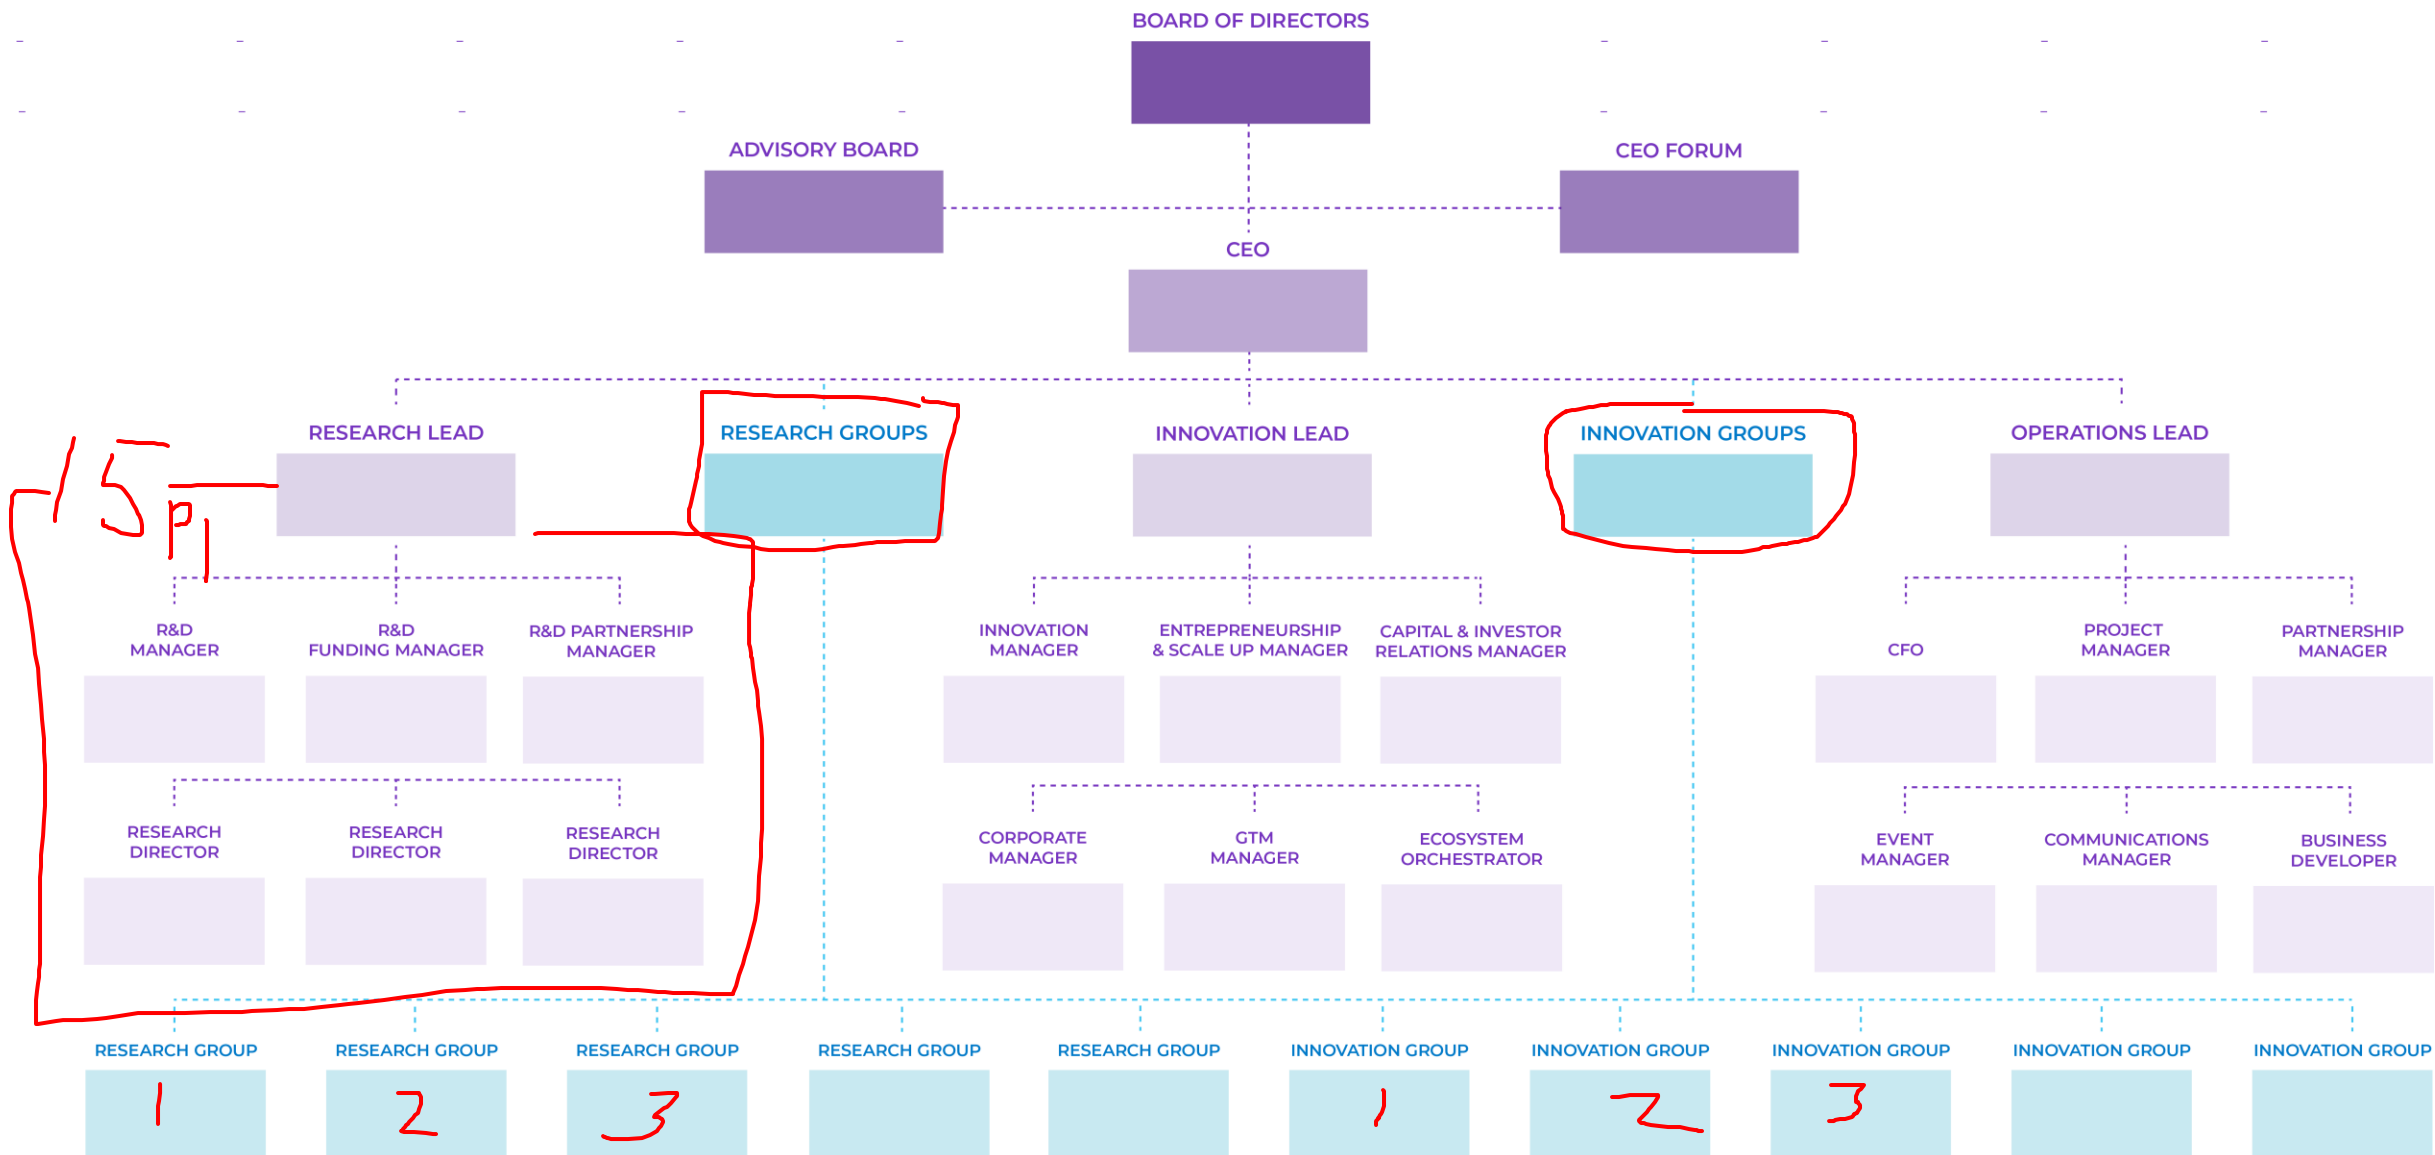 BOARD OF DIRECTORS
ADVISORY BOARD
CEO FORUM
CEO
RESEARCH LEAD
RESEARCH GROUPS
INNOVATION LEAD
INNOVATION GROUPS
OPERATIONS LEAD
15
PI
R&D
MANAGER
R&D
FUNDING MANAGER
R&D PARTNERSHIP
MANAGER
INNOVATION
MANAGER
ENTREPRENEURSHIP
& SCALE UP MANAGER
CAPITAL & INVESTOR
RELATIONS MANAGER
CFO
PROJECT
MANAGER
PARTNERSHIP
MANAGER
RESEARCH
DIRECTOR
RESEARCH
DIRECTOR
RESEARCH
DIRECTOR
CORPORATE
MANAGER
GTM
MANAGER
ECOSYSTEM
ORCHESTRATOR
EVENT
MANAGER
COMMUNICATIONS
MANAGER
BUSINESS
DEVELOPER
RESEARCH GROUP
1
RESEARCH GROUP
2
RESEARCH GROUP
3
RESEARCH GROUP
RESEARCH GROUP
INNOVATION GROUP
1
INNOVATION GROUP
2
INNOVATION GROUP
3
INNOVATION GROUP
INNOVATION GROUP